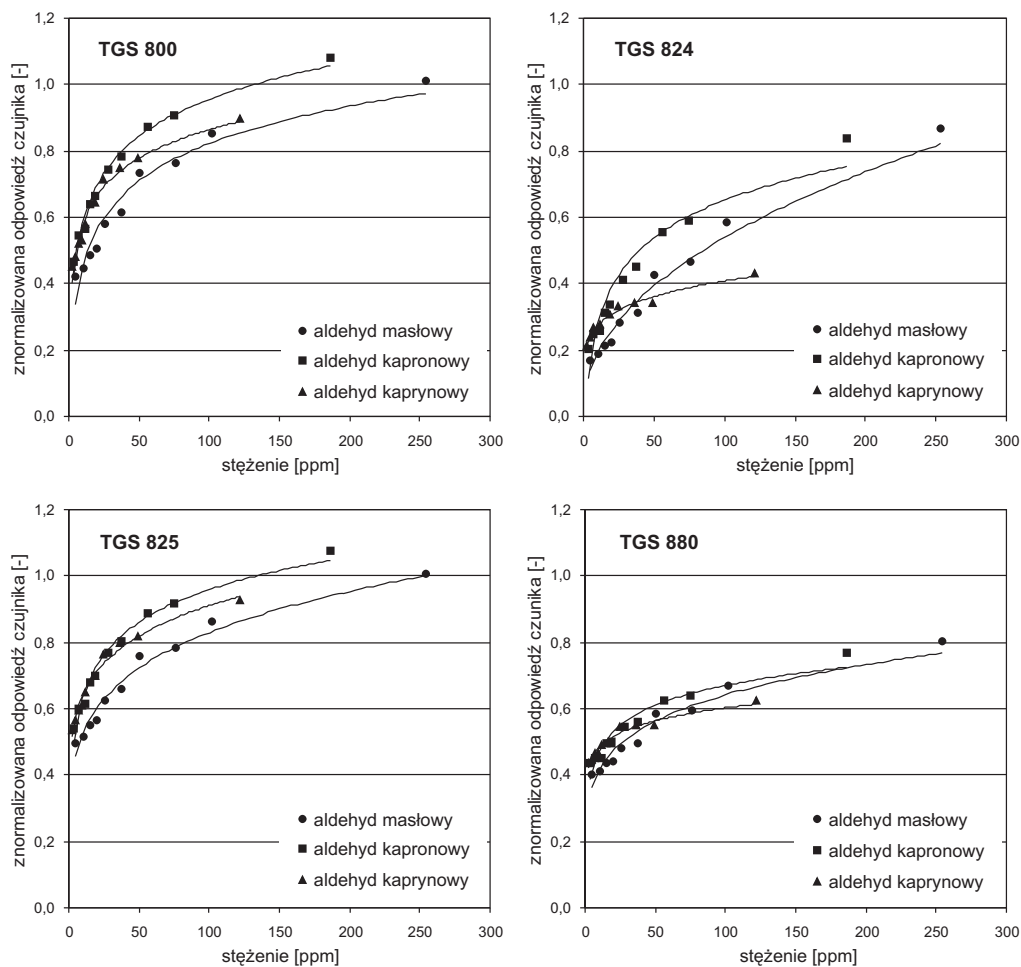 TGS 800
znormalizowana odpowiedź czujnika [-]
1,2
1,0
0,8
0,6
0,4
0,2
0,0
aldehyd masłowy
aldehyd kapronowy
aldehyd kaprynowy
0 50 100 150 200 250 300
stężenie [ppm]
TGS 824
znormalizowana odpowiedź czujnika [-]
1,2
1,0
0,8
0,6
0,4
0,2
0,0
aldehyd masłowy
aldehyd kapronowy
aldehyd kaprynowy
0 50 100 150 200 250 300
stężenie [ppm]
TGS 825
znormalizowana odpowiedź czujnika [-]
1,2
1,0
0,8
0,6
0,4
0,2
0,0
aldehyd masłowy
aldehyd kapronowy
aldehyd kaprynowy
0 50 100 150 200 250 300
stężenie [ppm]
TGS 880
znormalizowana odpowiedź czunika [-]
1,2
1,0
0,8
0,6
0,4
0,2
0,0
aldehyd masłowy
aldehyd kapronowy
aldehyd kaprynowy
0 50 100 150 200 250 300
stężenie [ppm]